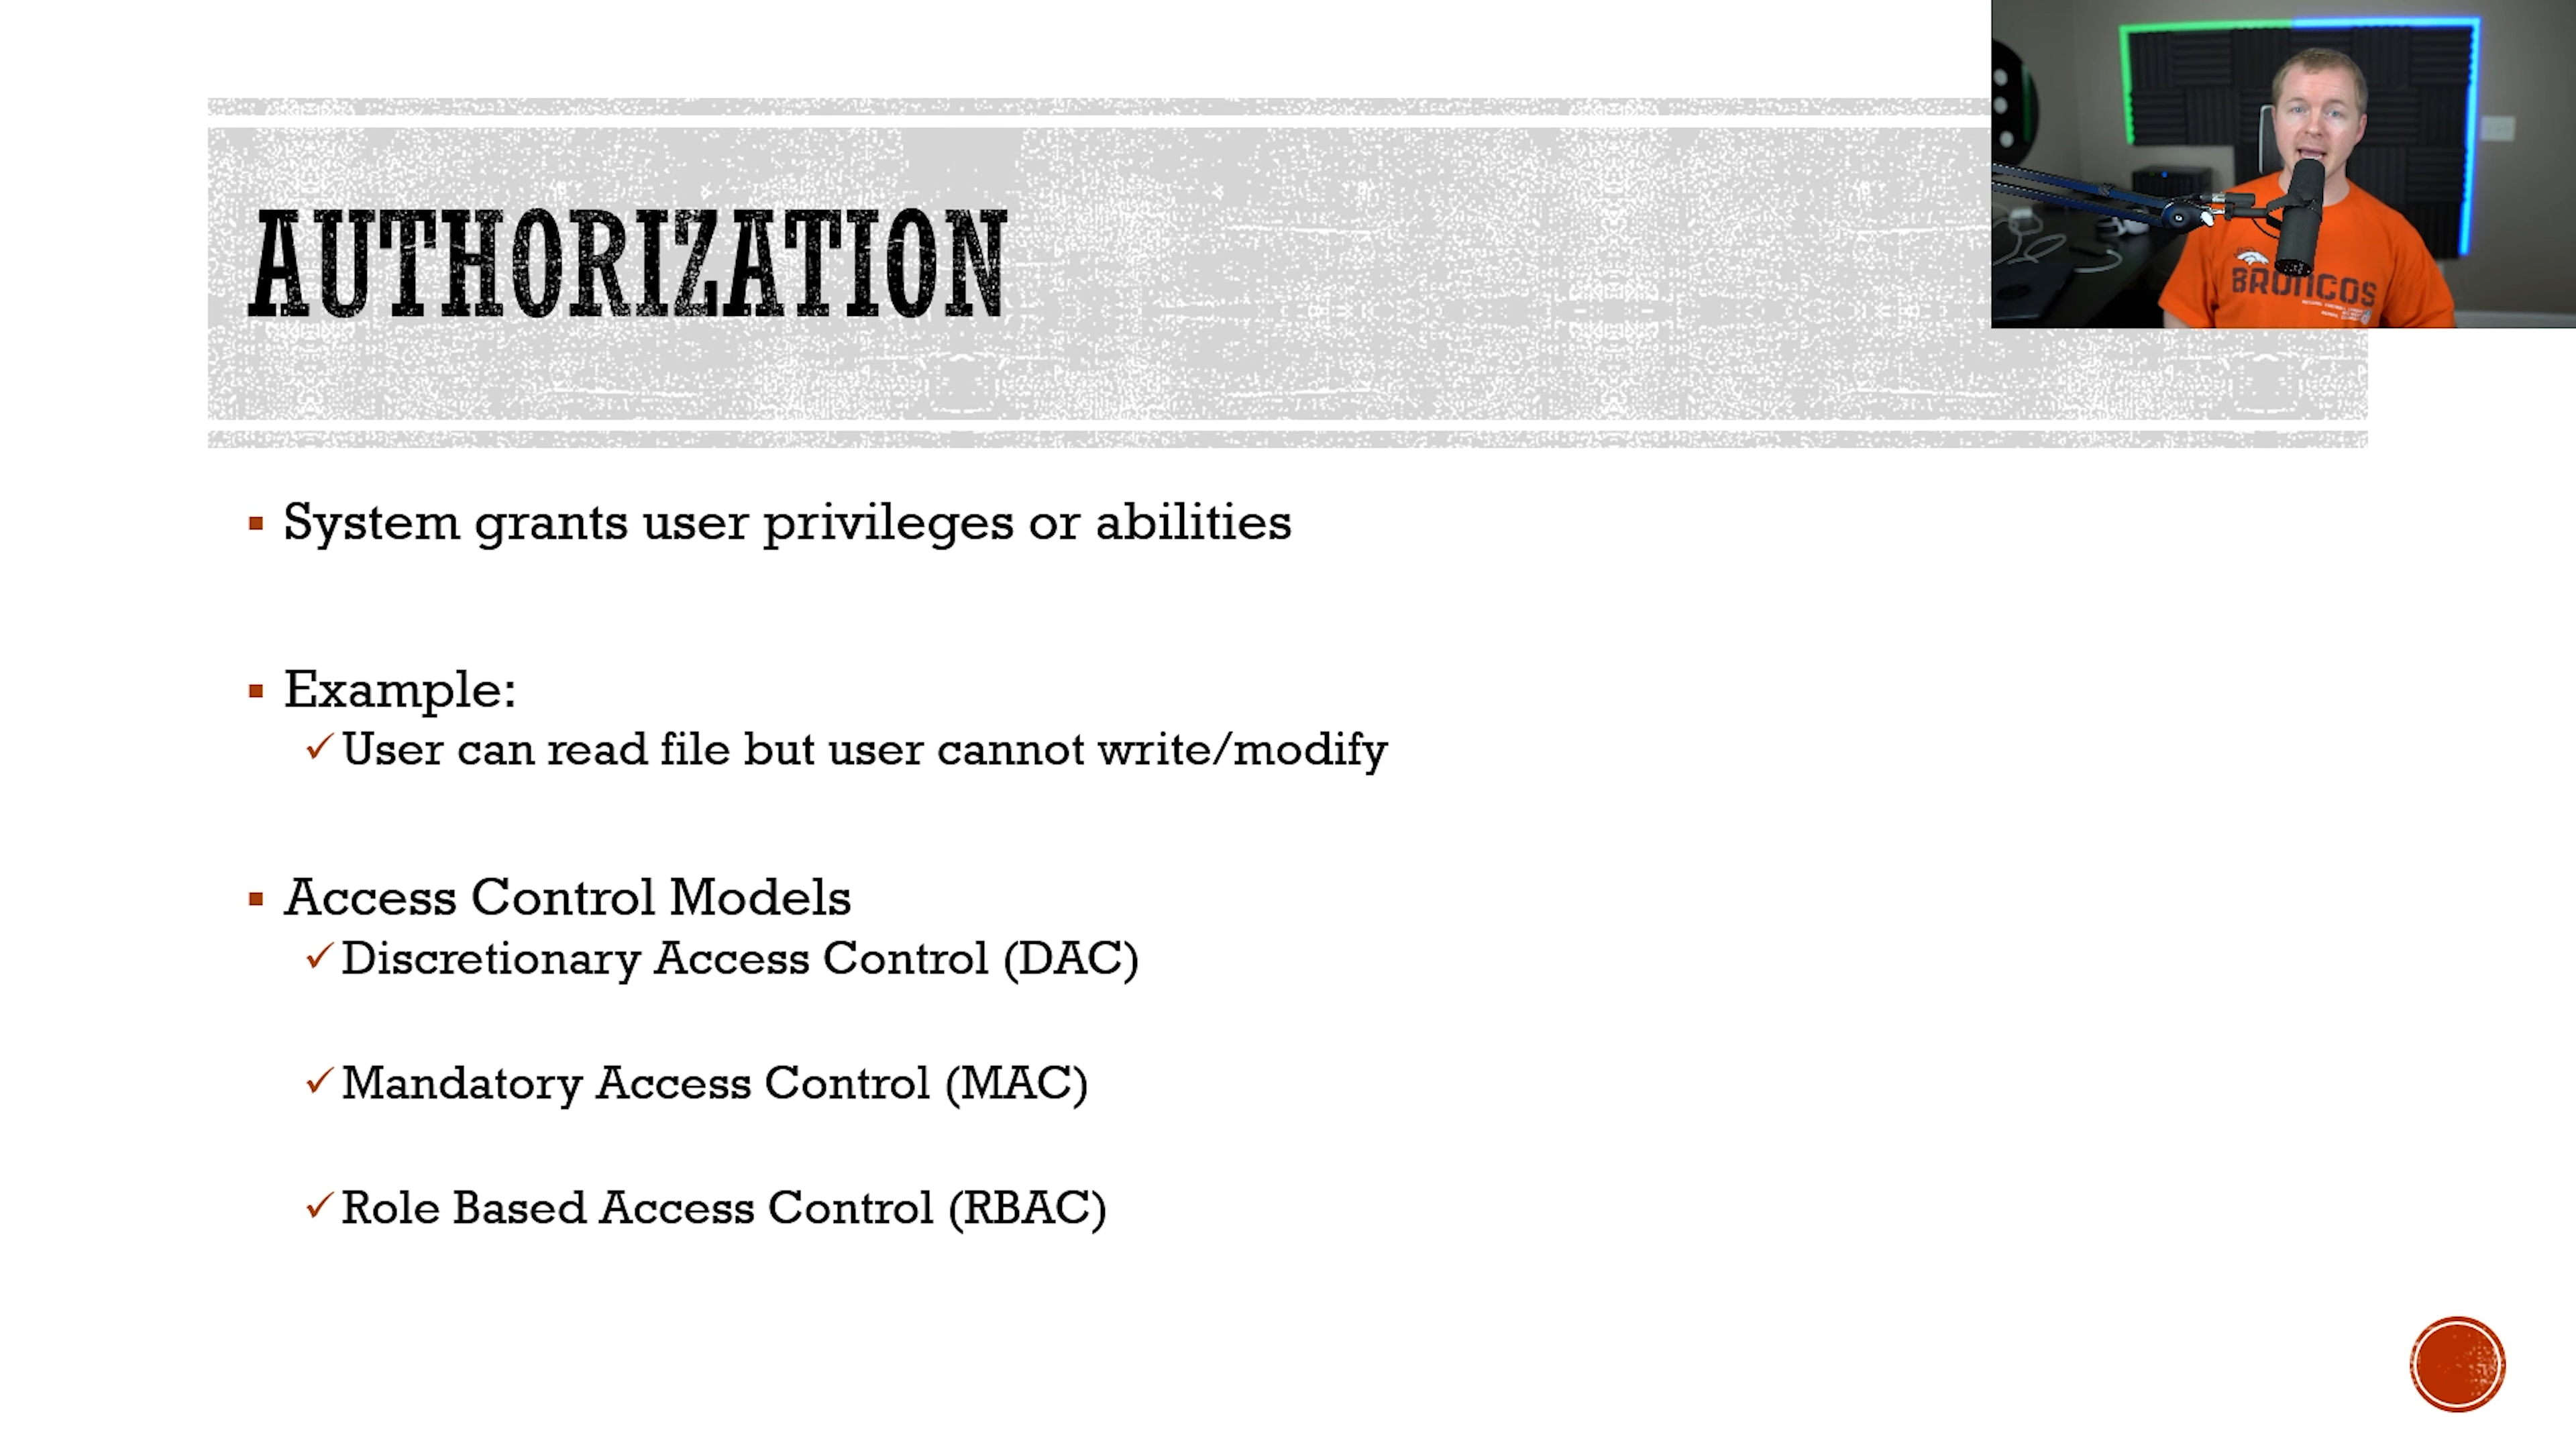 AUTHORIZATION
BRONCOS
System grants user privileges or abilities
Example:
User can read file but user cannot write/modify
Access Control Models
Discretionary Access Control (DAC)
Mandatory Access Control (MAC)
Role Based Access Control (RBAC)